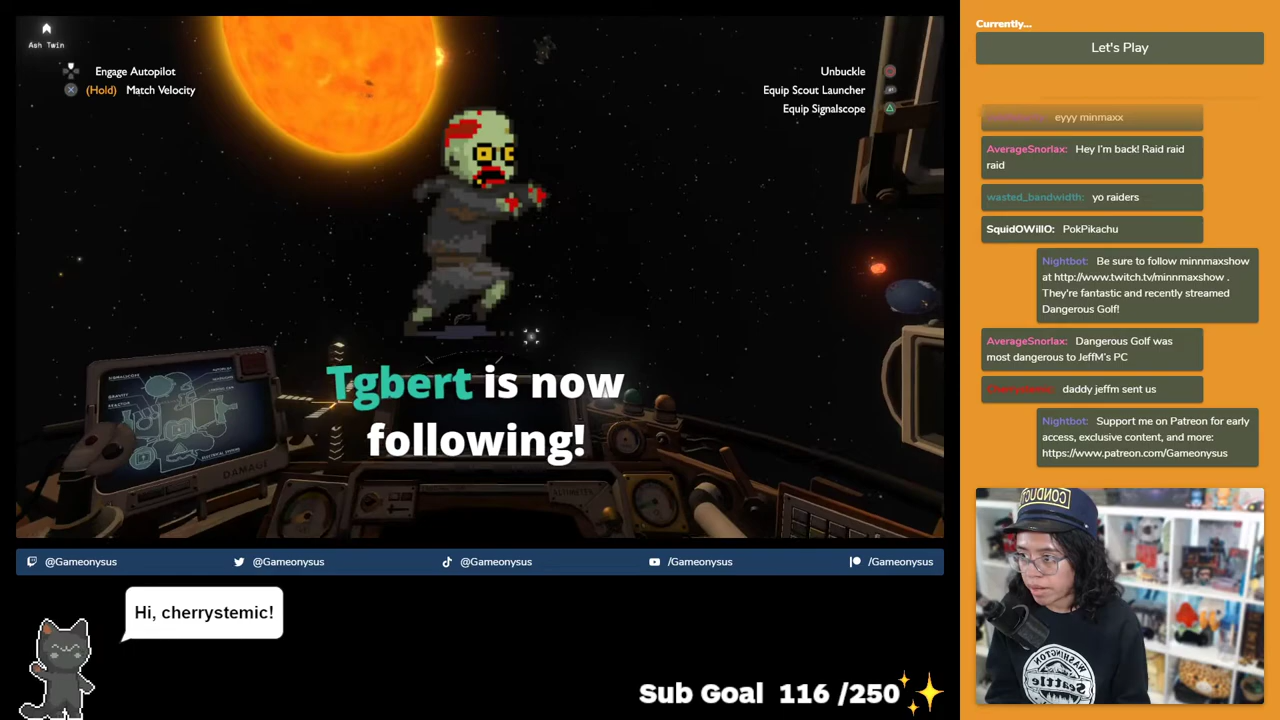 Ash Twin
Engage Autopilot
(Hold) Match Velocity
Unbuckle
Equip Scout Launcher
Equip Signalscope
Tgbert is now
following!
DAMAGE
@Gameonysus
@Gameonysus
@Gameonysus
/Gameonysus
/Gameonysus
Hi, cherrystemic!
Sub Goal 116 /250
Currently...
Let's Play
eyyy minmaxx
AverageSnorlax: Hey I'm back! Raid raid
raid
wasted_bandwidth: yo raiders
SquidOWillO: PokPikachu
Nightbot: Be sure to follow minnmaxshow
at http://www.twitch.tv/minnmaxshow .
They're fantastic and recently streamed
Dangerous Golf!
AverageSnorlax: Dangerous Golf was
most dangerous to JeffM's PC
daddy jeffm sent us
Nightbot: Support me on Patreon for early
access, exclusive content, and more:
https://www.patreon.com/Gameonysus
WASHINGTON
Seattle